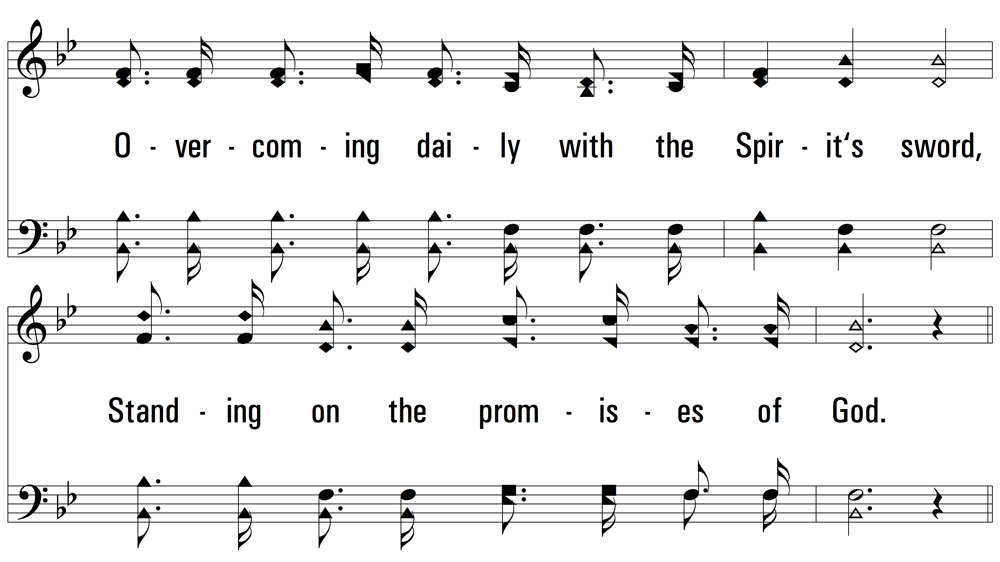 O - ver - com - ing dai - ly with the Spir - it‘s sword,
Stand - ing on the prom - is - es of God.